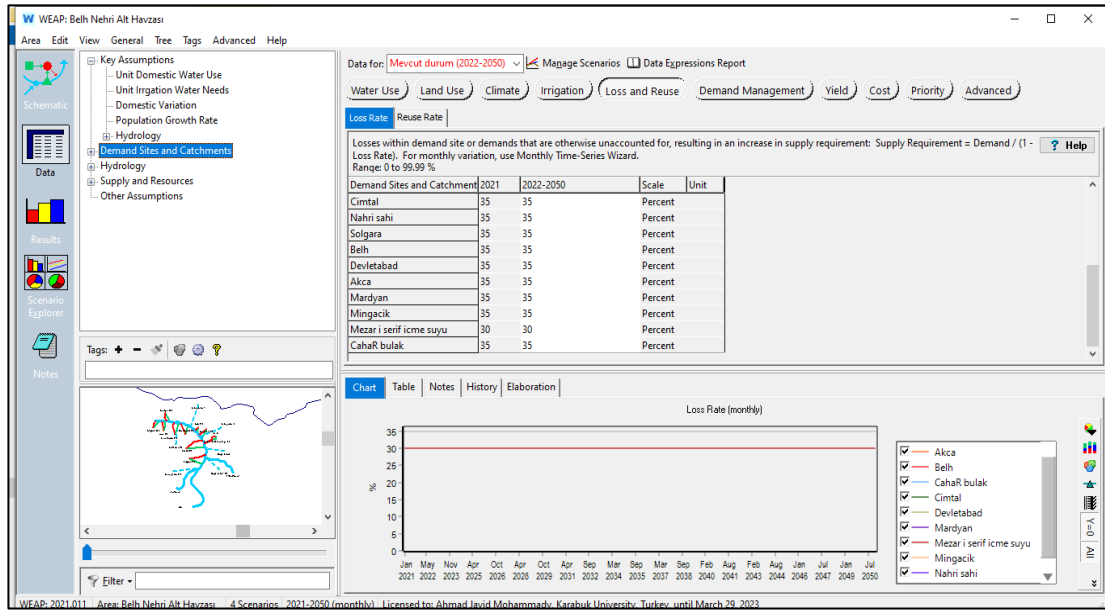 WEAP: Belh Nehri Alt Havzası
Area Edit View General Tree Tags Advanced Help
Schematic
Data
Results
Scenario
Explorer
Notes
Key Assumptions
Unit Domestic Water Use
Unit Irrgation Water Needs
Domestic Variation
Population Growth Rate
Hydrology
Demand Sites and Catchments
Hydrology
Supply and Resources
Other Assumptions
Tags:
Filter
Data for: Mevcut durum (2022-2050) Manage Scenarios Data Expressions Report
Water Use Land Use Climate Irrigation Loss and Reuse Demand Management Yield Cost Priority Advanced
Loss Rate Reuse Rate
Losses within demand site or demands that are otherwise unaccounted for, resulting in an increase in supply requirement: Supply Requirement = Demand / (1 -
Loss Rate). For monthly variation, use Monthly Time-Series Wizard.
Range: 0 to 99.99 %
? Help
Demand Sites and Catchment 2021 2022-2050 Scale Unit
Cimtal 35 35 Percent
Nahri sahi 35 35 Percent
Solgara 35 35 Percent
Belh 35 35 Percent
Devletabad 35 35 Percent
Akca 35 35 Percent
Mardyan 35 35 Percent
Mingacik 35 35 Percent
Mezar i serif icme suyu 30 30 Percent
CahaR bulak 35 35 Percent
Chart Table Notes History Elaboration
Loss Rate (monthly)
35
30
25
20
15
10
5
0
%
Jan May Nov Apr Oct Apr Oct Apr Sep Mar Sep Mar Sep Mar Feb Aug Feb Aug Jan Jul Jan Jul
2021 2022 2023 2025 2026 2028 2029 2031 2032 2034 2035 2037 2038 2040 2041 2043 2044 2046 2047 2049 2050
Akca
Belh
CahaR bulak
Cimtal
Devletabad
Mardyan
Mezar i serif icme suyu
Mingacik
Nahri sahi
Y=0
All
WEAP: 2021.011 Area: Belh Nehri Alt Havzası 4 Scenarios 2021-2050 (monthly) Licensed to: Ahmad Javid Mohammady, Karabuk University, Turkey, until March 29, 2023